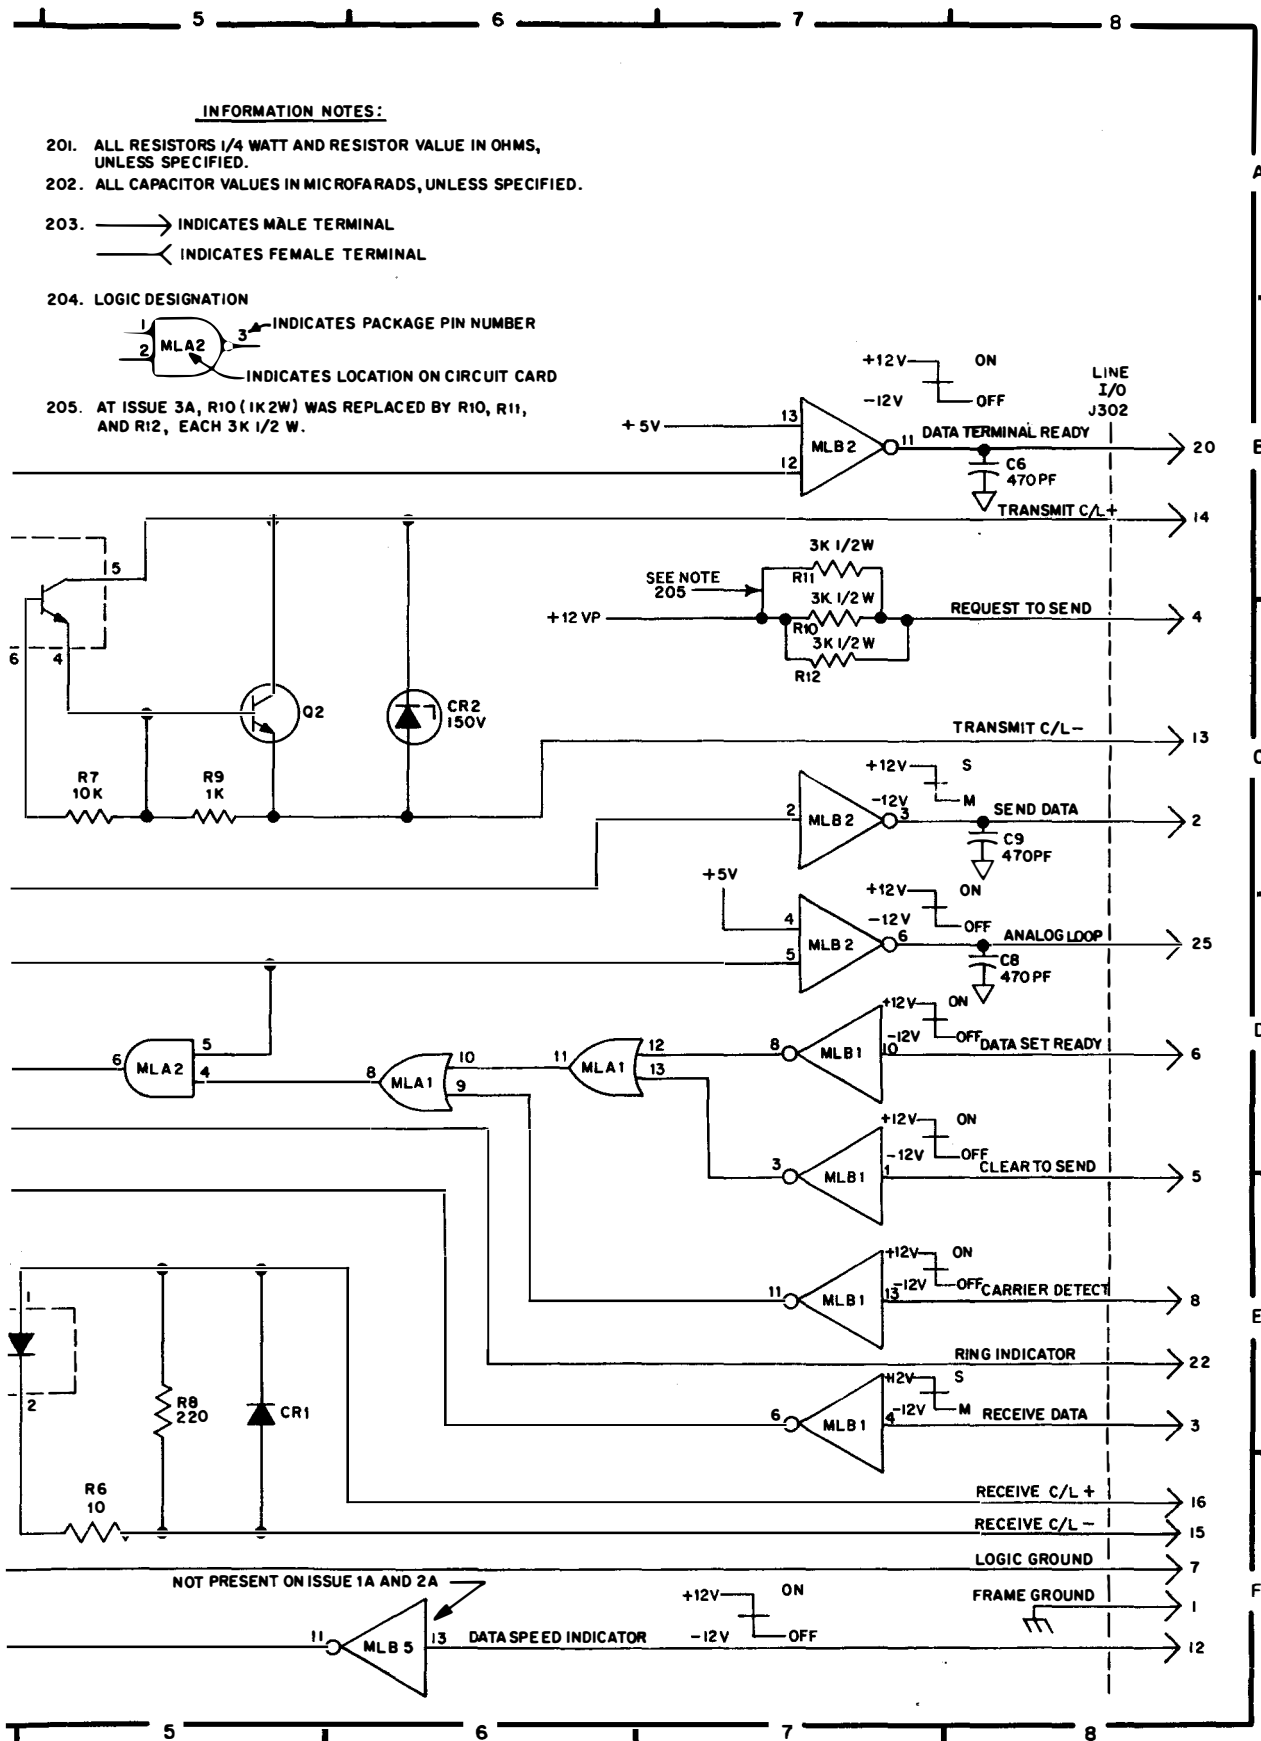 5 6 7 8
INFORMATION NOTES:
201. ALL RESISTORS 1/4 WATT AND RESISTOR VALUE IN OHMS,
UNLESS SPECIFIED.
202. ALL CAPACITOR VALUES IN MICROFARADS, UNLESS SPECIFIED.
203. INDICATES MALE TERMINAL
INDICATES FEMALE TERMINAL
204. LOGIC DESIGNATION
1
2 MLA2 3
INDICATES PACKAGE PIN NUMBER
INDICATES LOCATION ON CIRCUIT CARD
205. AT ISSUE 3A, R10 (1K2W) WAS REPLACED BY R10, R11,
AND R12, EACH 3K 1/2 W.
A
LINE
I/O
J302
+12V ON
-12V OFF
+5V 13
12 MLB2 11 DATA TERMINAL READY 20
B
C6
470PF
TRANSMIT C/L+ 14
5
6 4
SEE NOTE
205
3K 1/2W
R11
3K 1/2W
R10
3K 1/2W
R12
+12VP REQUEST TO SEND 4
Q2
CR2
150V
TRANSMIT C/L- 13
C
R7
10K
R9
1K
+12V S
-12V M
2 MLB2 3 SEND DATA 2
C9
470PF
+5V
+12V ON
-12V OFF
4
5 MLB2 6 ANALOG LOOP 25
C8
470PF
+12V ON
-12V OFF
D
6 MLA2 5
4
8 MLA1 10
9
11 MLA1 12
13
8 MLB1 10 DATA SET READY 6
+12V ON
-12V OFF
3 MLB1 1 CLEAR TO SEND 5
+12V ON
-12V OFF
11 MLB1 13 CARRIER DETECT 8
E
1
2
RING INDICATOR 22
R8
220
CR1
+12V S
-12V M
6 MLB1 4 RECEIVE DATA 3
R6
10
RECEIVE C/L + 16
RECEIVE C/L - 15
LOGIC GROUND 7
NOT PRESENT ON ISSUE 1A AND 2A
+12V ON
-12V OFF
FRAME GROUND 1
F
11 MLB5 13 DATA SPEED INDICATOR 12
5 6 7 8